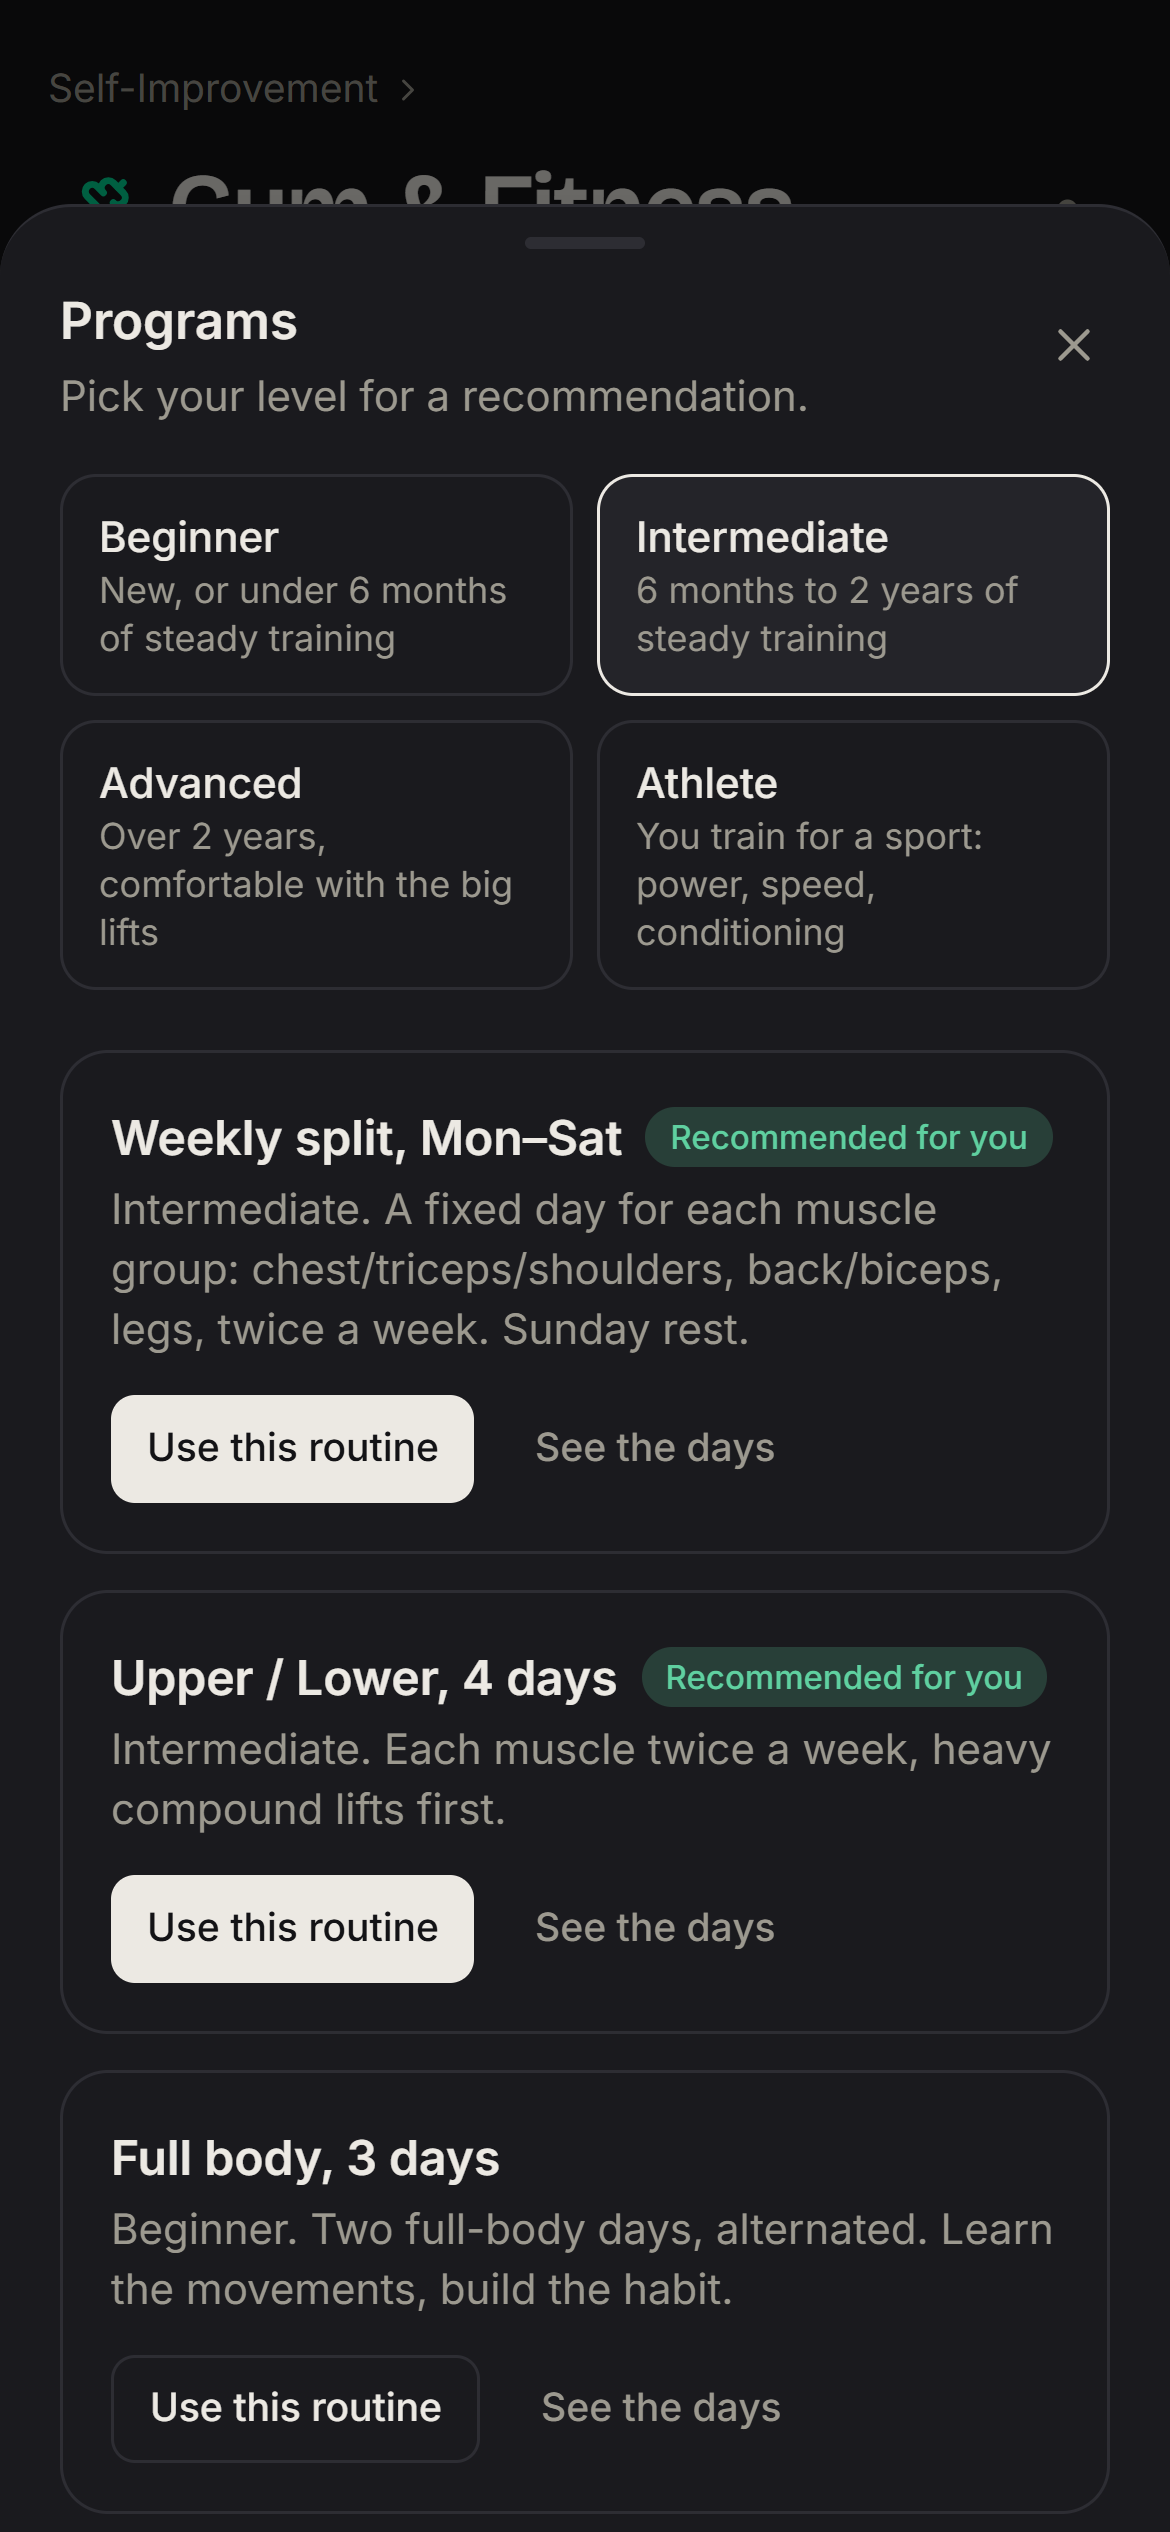 Self-Improvement
Gym & Fitness
Programs
Pick your level for a recommendation.
Beginner
New, or under 6 months
of steady training
Intermediate
6 months to 2 years of
steady training
Advanced
Over 2 years,
comfortable with the big
lifts
Athlete
You train for a sport:
power, speed,
conditioning
Weekly split, Mon–Sat
Recommended for you
Intermediate. A fixed day for each muscle
group: chest/triceps/shoulders, back/biceps,
legs, twice a week. Sunday rest.
Use this routine
See the days
Upper / Lower, 4 days
Recommended for you
Intermediate. Each muscle twice a week, heavy
compound lifts first.
Use this routine
See the days
Full body, 3 days
Beginner. Two full-body days, alternated. Learn
the movements, build the habit.
Use this routine
See the days